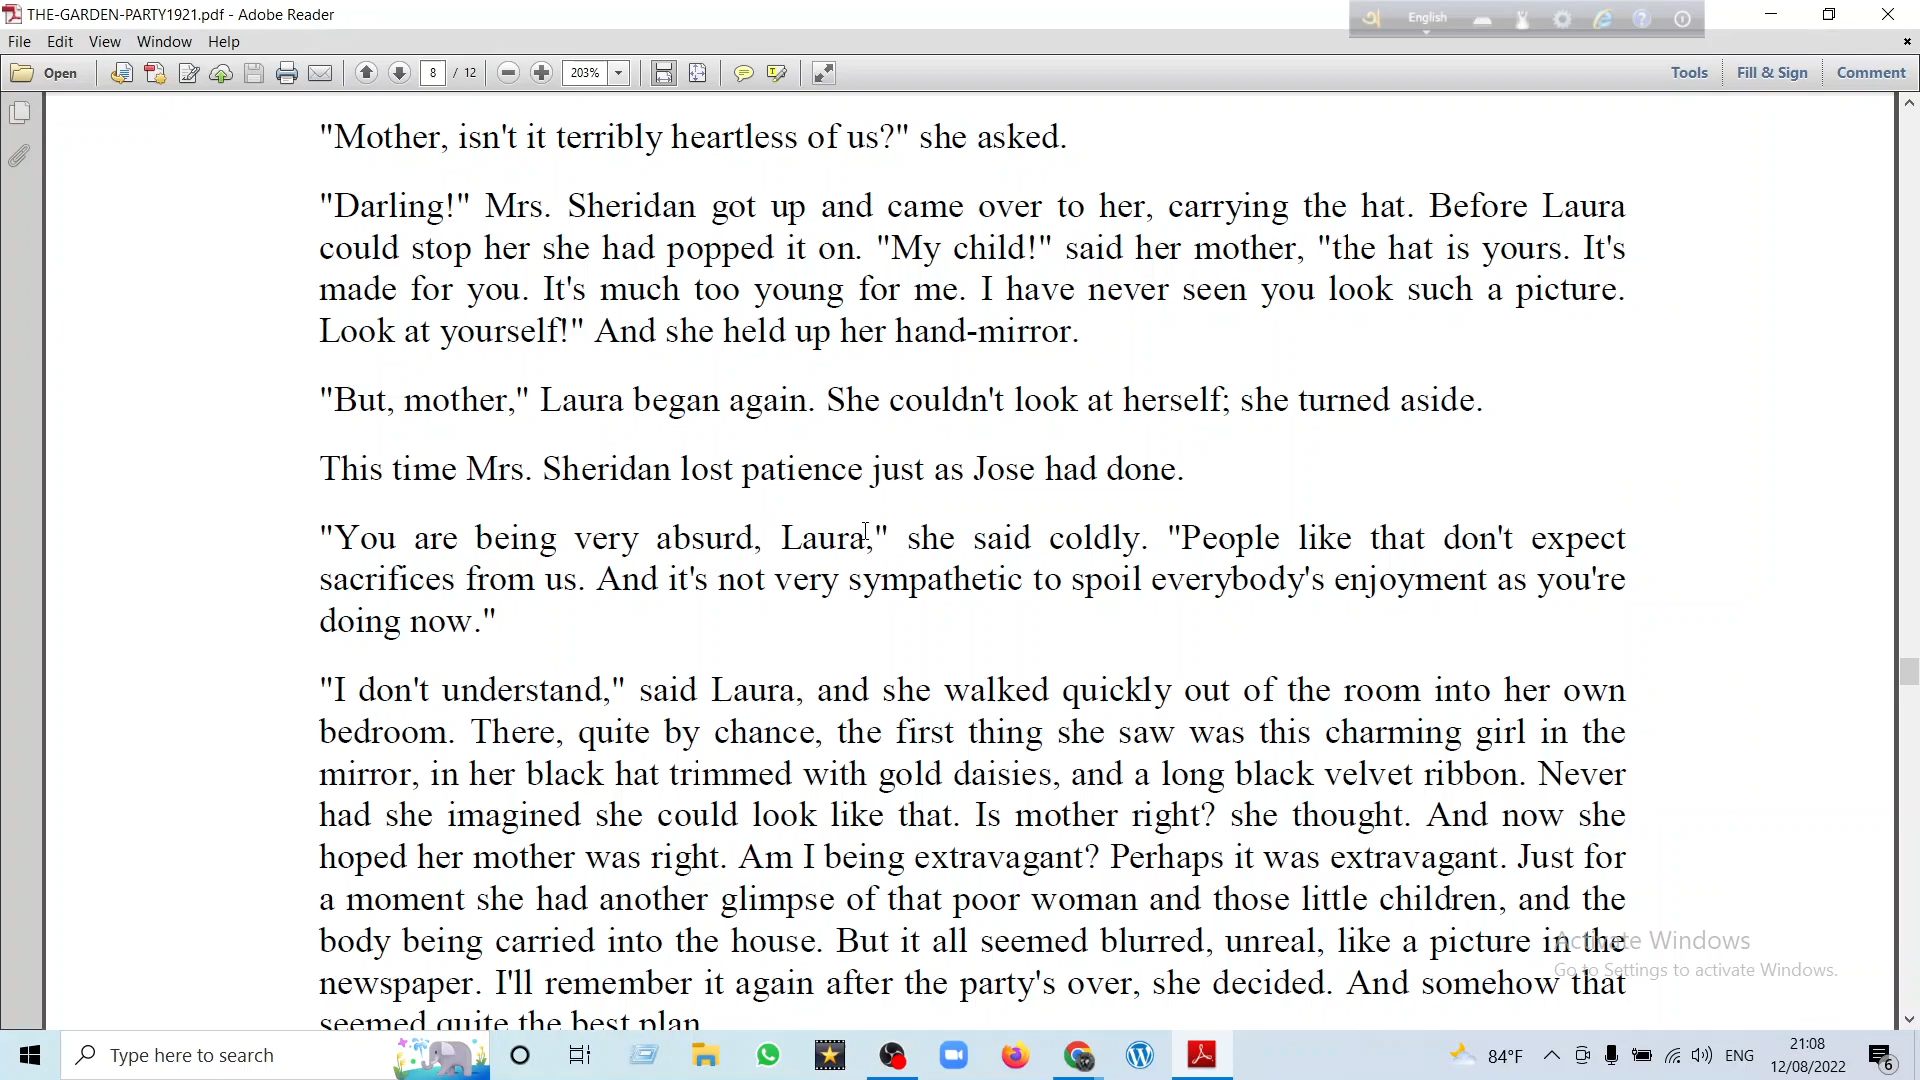 THE-GARDEN-PARTY1921.pdf - Adobe Reader
English
File Edit View Window Help
Open 8 / 12 203% Tools Fill & Sign Comment
"Mother, isn't it terribly heartless of us?" she asked.
"Darling!" Mrs. Sheridan got up and came over to her, carrying the hat. Before Laura
could stop her she had popped it on. "My child!" said her mother, "the hat is yours. It's
made for you. It's much too young for me. I have never seen you look such a picture.
Look at yourself!" And she held up her hand-mirror.
"But, mother," Laura began again. She couldn't look at herself; she turned aside.
This time Mrs. Sheridan lost patience just as Jose had done.
"You are being very absurd, Laura," she said coldly. "People like that don't expect
sacrifices from us. And it's not very sympathetic to spoil everybody's enjoyment as you're
doing now."
"I don't understand," said Laura, and she walked quickly out of the room into her own
bedroom. There, quite by chance, the first thing she saw was this charming girl in the
mirror, in her black hat trimmed with gold daisies, and a long black velvet ribbon. Never
had she imagined she could look like that. Is mother right? she thought. And now she
hoped her mother was right. Am I being extravagant? Perhaps it was extravagant. Just for
a moment she had another glimpse of that poor woman and those little children, and the
body being carried into the house. But it all seemed blurred, unreal, like a picture in the
newspaper. I'll remember it again after the party's over, she decided. And somehow that
seemed quite the best plan
Activate Windows
Go to Settings to activate Windows.
Type here to search
84°F
ENG
21:08
12/08/2022
6